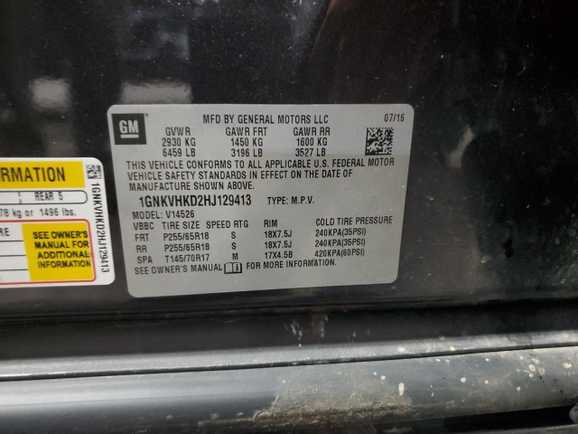 GM
MFD BY GENERAL MOTORS LLC 07/16
GVWR GAWR FRT GAWR RR
2930 KG 1450 KG 1600 KG
6459 LB 3196 LB 3527 LB
THIS VEHICLE CONFORMS TO ALL APPLICABLE U.S. FEDERAL MOTOR
VEHICLE SAFETY STANDARDS IN EFFECT ON THE DATE OF
MANUFACTURE SHOWN ABOVE.
1GNKVHKD2HJ129413 TYPE: M.P.V.
MODEL: V14526
VBBC TIRE SIZE SPEED RTG RIM COLD TIRE PRESSURE
FRT P255/65R18 S 18X7.5J 240KPA(35PSI)
RR P255/65R18 S 18X7.5J 240KPA(35PSI)
SPA T145/70R17 M 17X4.5B 420KPA(60PSI)
SEE OWNER'S MANUAL FOR MORE INFORMATION.
REAR 5
kg or 1496 lbs.
SEE OWNER'S
MANUAL FOR
ADDITIONAL
INFORMATION
1GNKVHKD2HJ129413